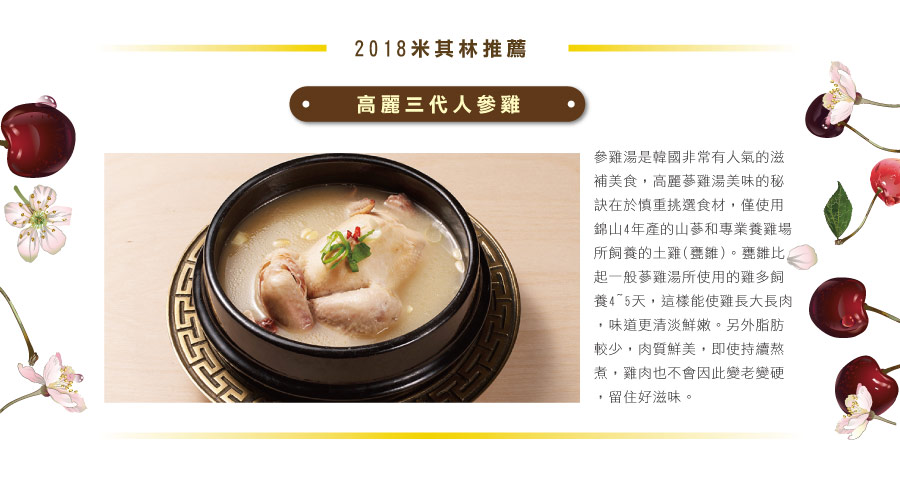 2018米其林推薦
高麗三代人參雞
參雞湯是韓國非常有人氣的滋
補美食，高麗蔘雞湯美味的秘
訣在於慎重挑選食材，僅使用
錦山4年產的山蔘和專業養雞場
所飼養的土雞(甕雛)。甕雛比
起一般蔘雞湯所使用的雞多飼
養4~5天，這樣能使雞長大長肉
，味道更清淡鮮嫩。另外脂肪
較少，肉質鮮美，即使持續熬
煮，雞肉也不會因此變老變硬
，留住好滋味。